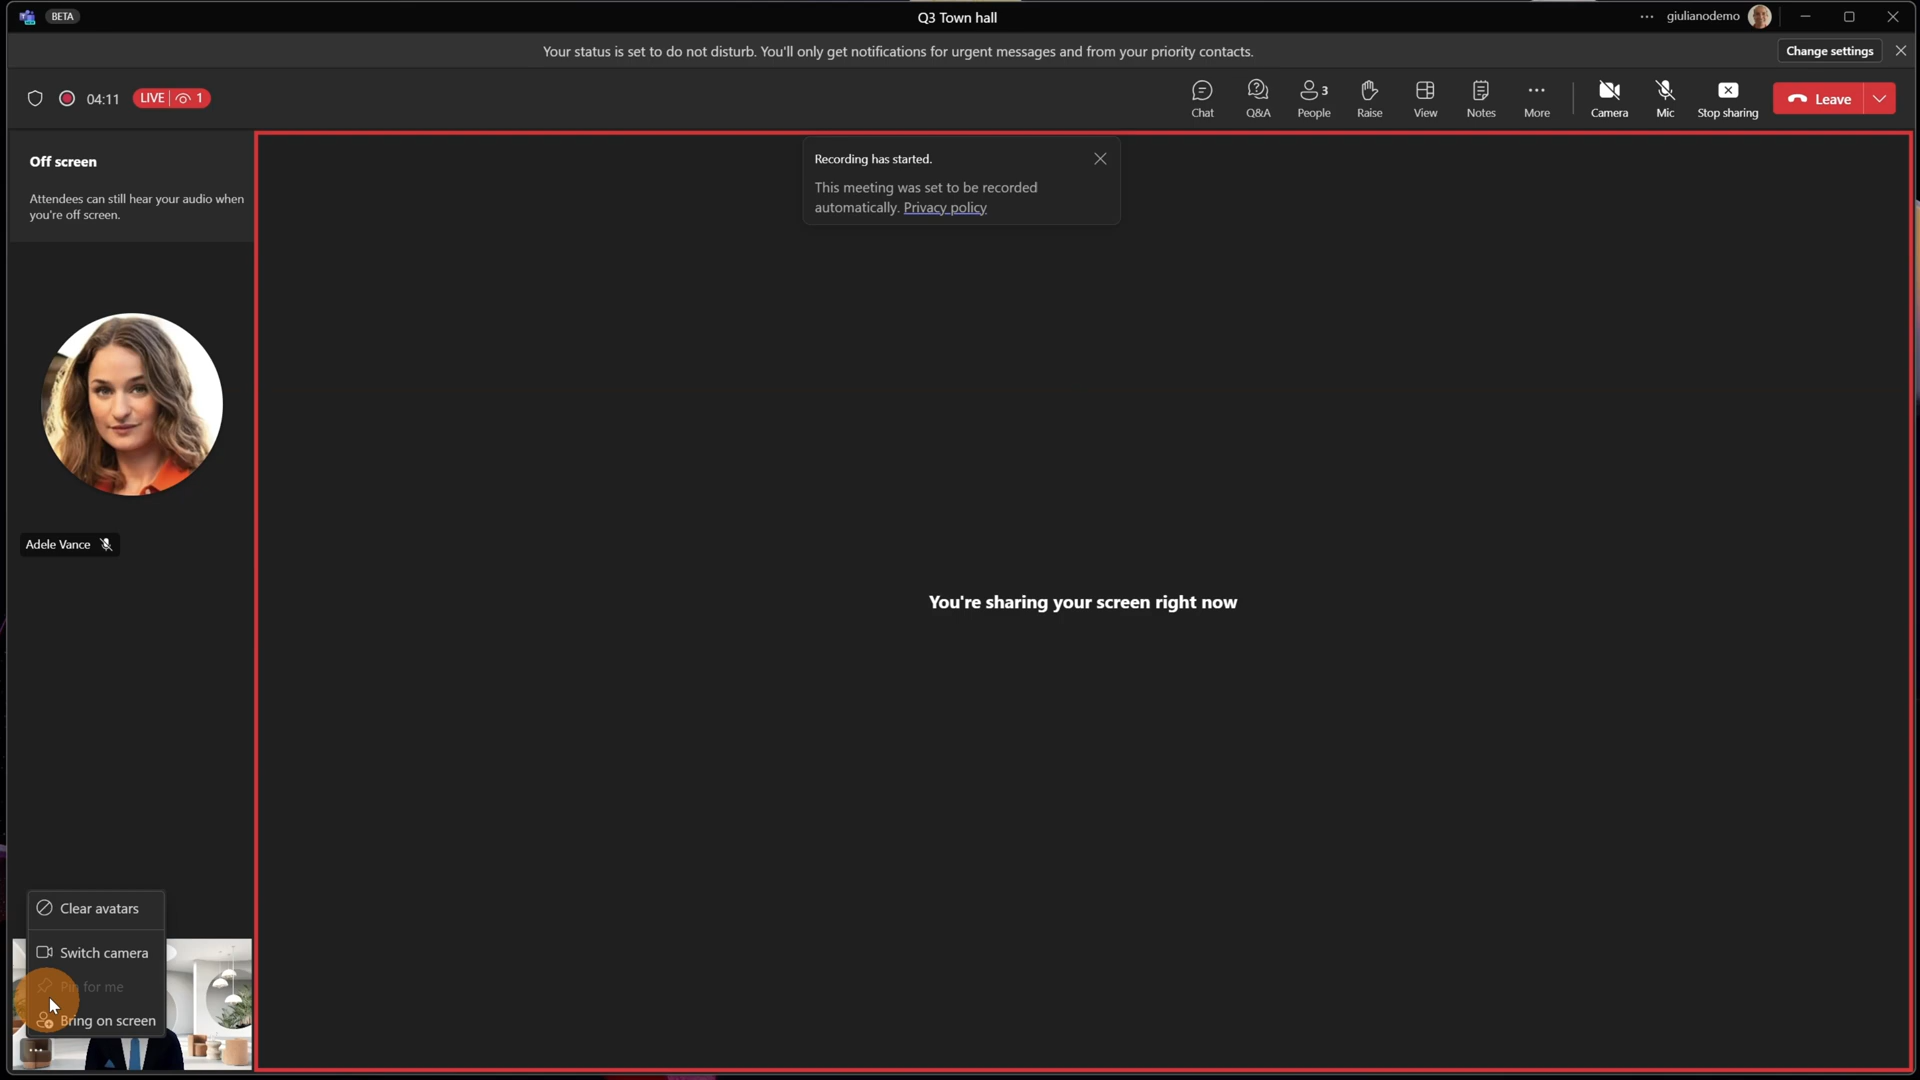 BETA
Q3 Town hall
giulianodemo
Your status is set to do not disturb. You'll only get notifications for urgent messages and from your priority contacts.
Change settings
04:11
LIVE 1
Chat
Q&A
3
People
Raise
View
Notes
More
Camera
Mic
Stop sharing
Leave
Off screen
Attendees can still hear your audio when
you're off screen.
Recording has started.
This meeting was set to be recorded
automatically. Privacy policy
Adele Vance
You're sharing your screen right now
Clear avatars
Switch camera
Pin for me
Bring on screen